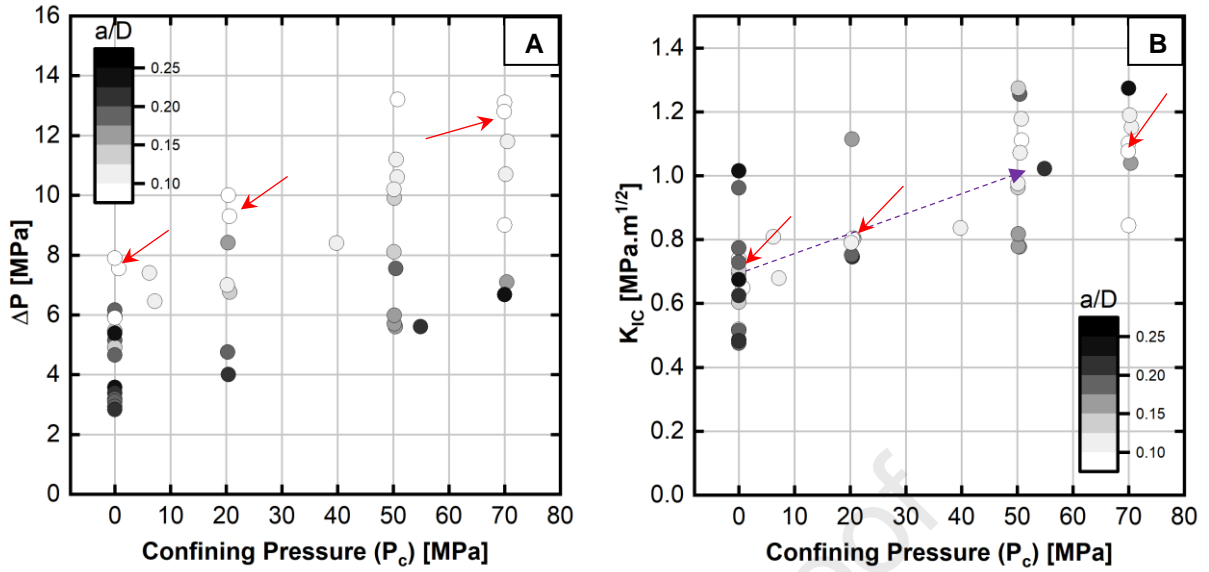 A
a/D
0.25
0.20
0.15
0.10
16
14
12
10
8
6
4
2
0
ΔP [MPa]
0 10 20 30 40 50 60 70 80
Confining Pressure (Pc) [MPa]
B
1.4
1.2
1.0
0.8
0.6
0.4
0.2
0.0
KIC [MPa.m1/2]
a/D
0.25
0.20
0.15
0.10
0 10 20 30 40 50 60 70 80
Confining Pressure (Pc) [MPa]